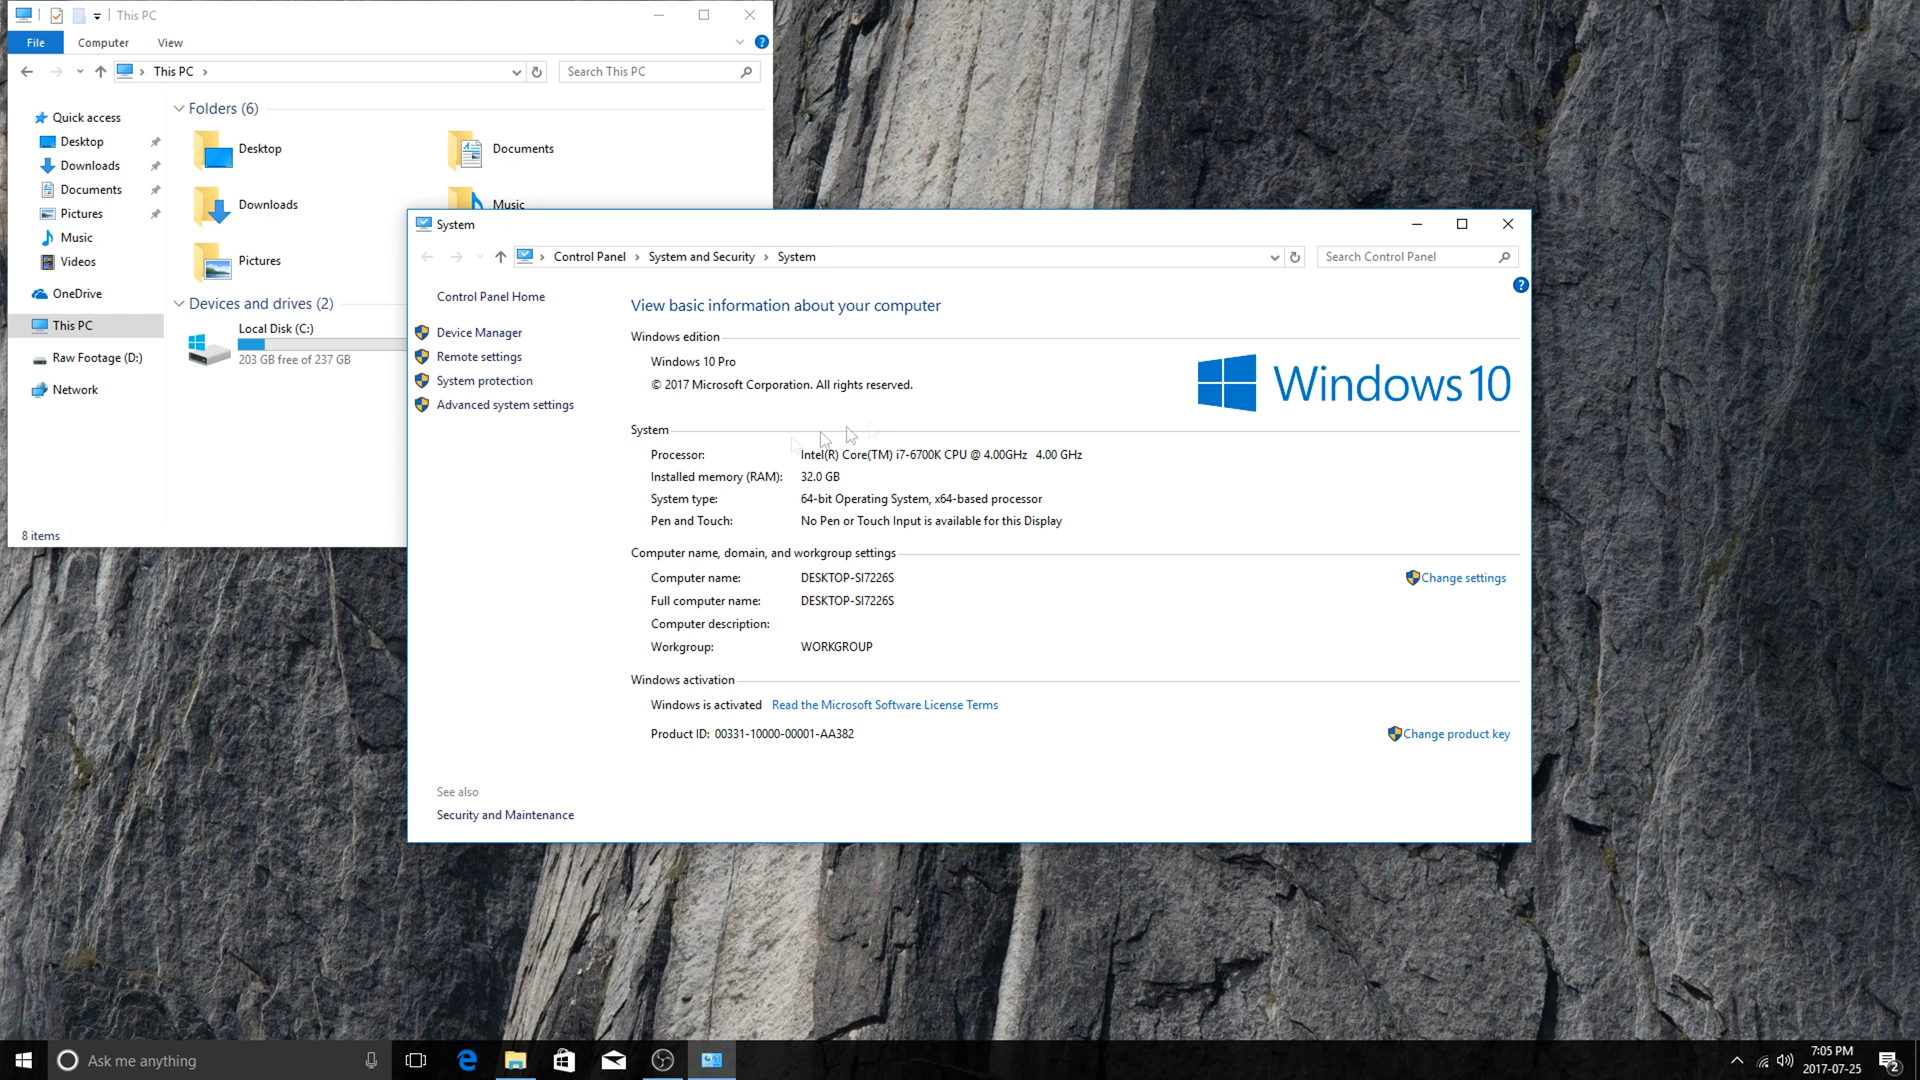 This PC
File Computer View
This PC
Search This PC
Quick access
Desktop
Downloads
Documents
Pictures
Music
Videos
OneDrive
This PC
Raw Footage (D:)
Network
Folders (6)
Desktop
Documents
Downloads
Music
Pictures
Devices and drives (2)
Local Disk (C:)
203 GB free of 237 GB
8 items
System
Control Panel System and Security System
Search Control Panel
Control Panel Home
Device Manager
Remote settings
System protection
Advanced system settings
See also
Security and Maintenance
View basic information about your computer
Windows edition
Windows 10 Pro
© 2017 Microsoft Corporation. All rights reserved.
Windows 10
System
Processor: Intel(R) Core(TM) i7-6700K CPU @ 4.00GHz 4.00 GHz
Installed memory (RAM): 32.0 GB
System type: 64-bit Operating System, x64-based processor
Pen and Touch: No Pen or Touch Input is available for this Display
Computer name, domain, and workgroup settings
Computer name: DESKTOP-SI7226S
Change settings
Full computer name: DESKTOP-SI7226S
Computer description:
Workgroup: WORKGROUP
Windows activation
Windows is activated Read the Microsoft Software License Terms
Product ID: 00331-10000-00001-AA382
Change product key
Ask me anything
7:05 PM
2017-07-25
2